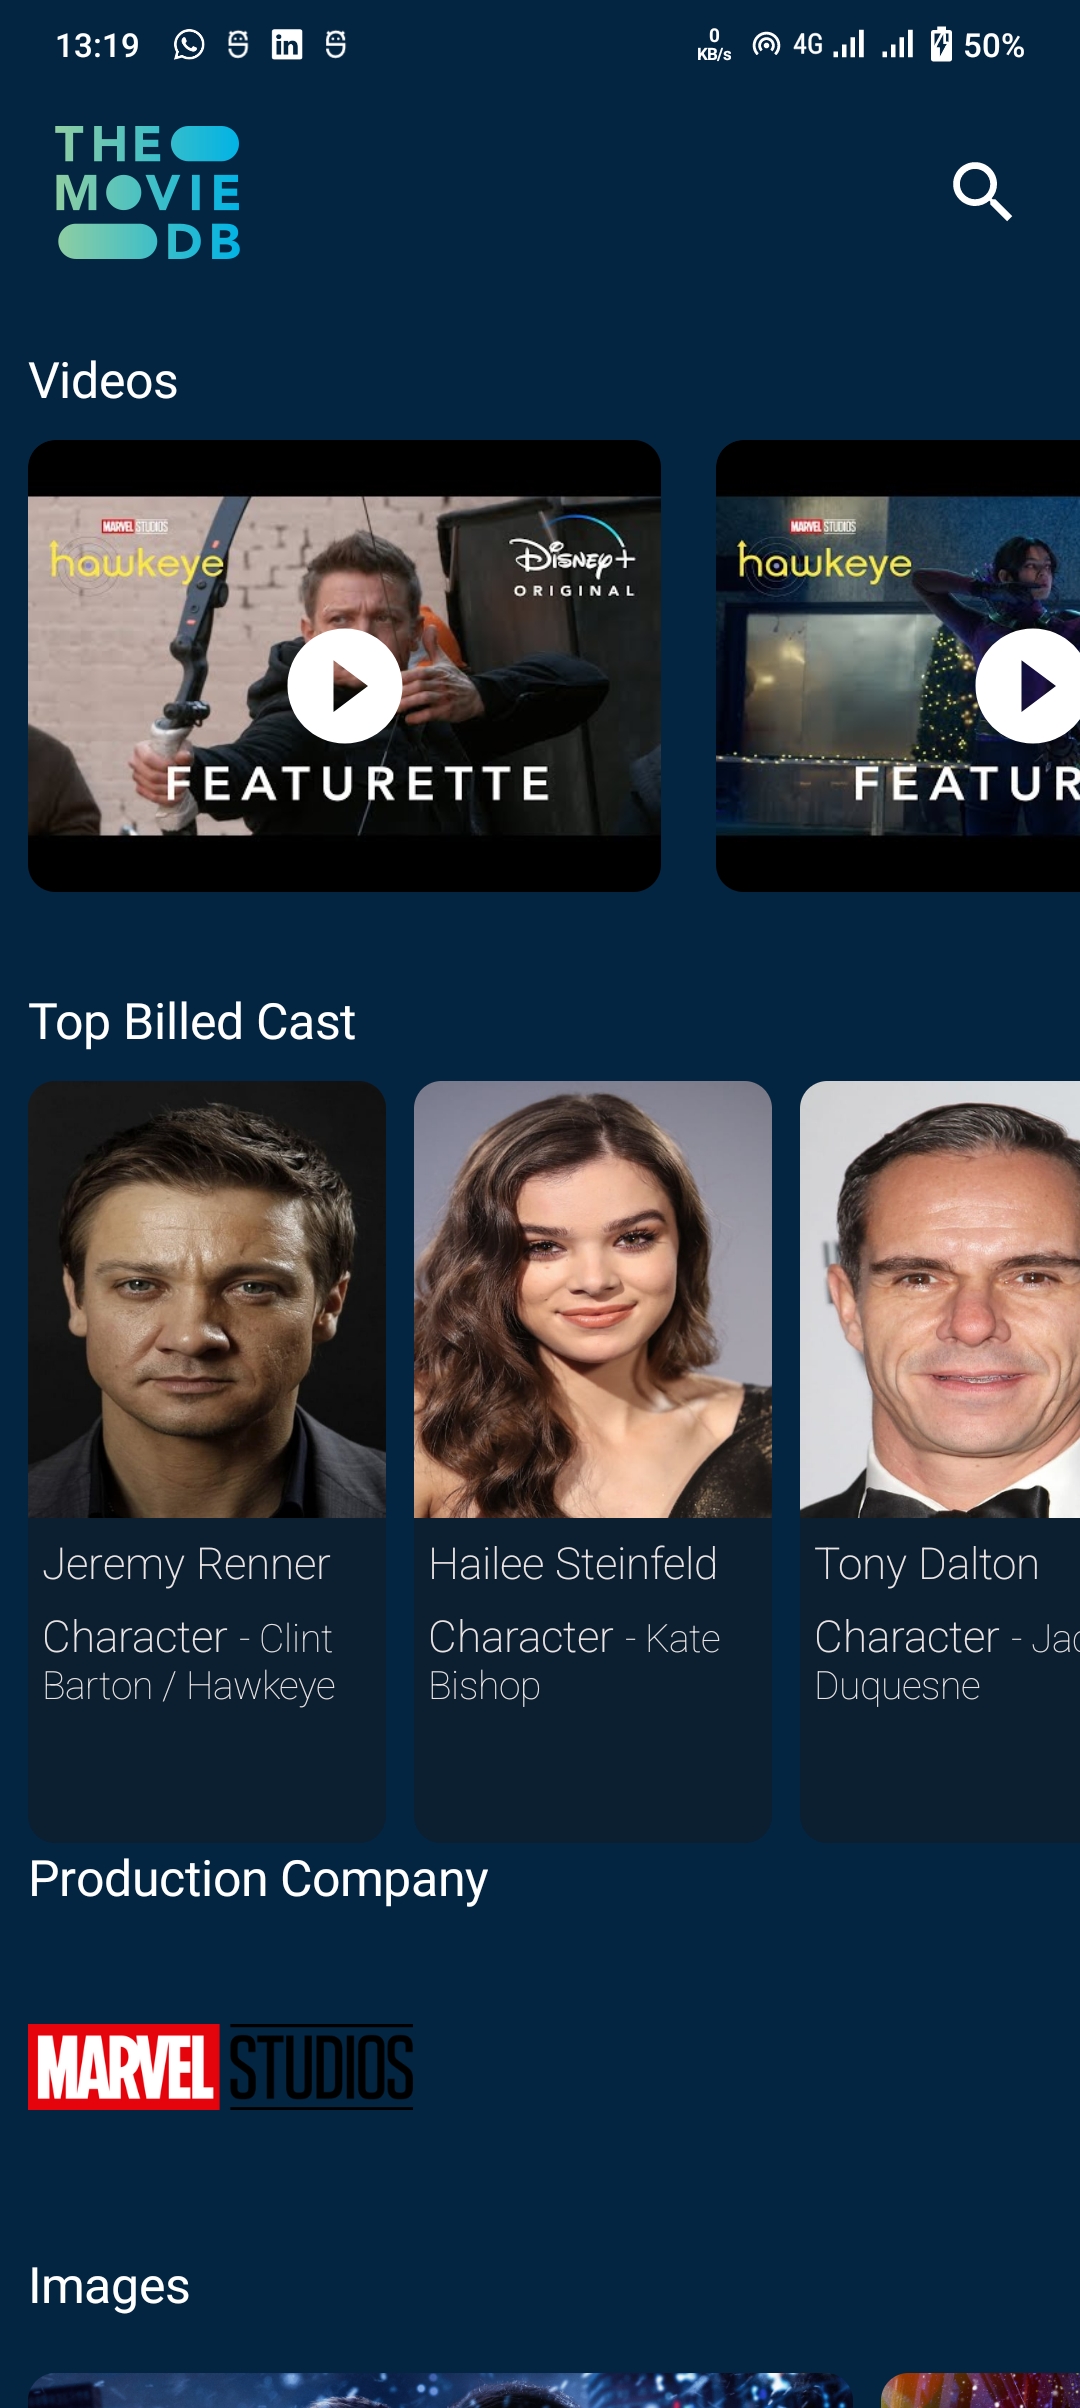 13:19
0
KB/s
4G
50%
THE
MOVIE
DB
Videos
MARVEL STUDIOS
hawkeye
Disney+
ORIGINAL
FEATURETTE
MARVEL STUDIOS
hawkeye
FEATUR
Top Billed Cast
Jeremy Renner
Character - Clint
Barton / Hawkeye
Hailee Steinfeld
Character - Kate
Bishop
Tony Dalton
Character - Jac
Duquesne
Production Company
MARVEL STUDIOS
Images